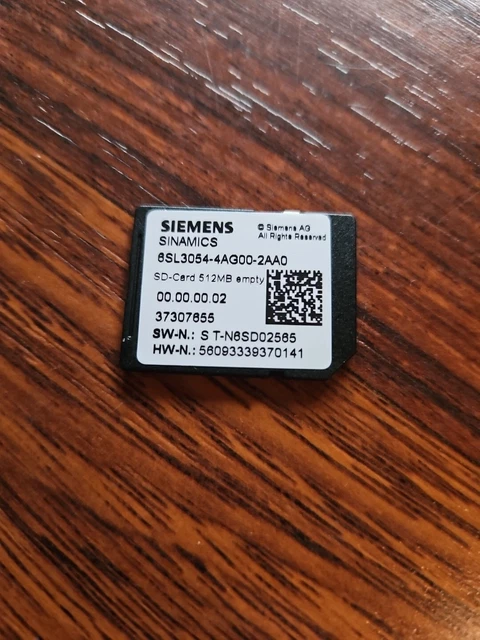 SIEMENS
© Siemens AG
All Rights Reserved
SINAMICS
6SL3054-4AG00-2AA0
SD-Card 512MB empty
00.00.00.02
37307655
SW-N.: S T-N6SD02565
HW-N.: 56093339370141